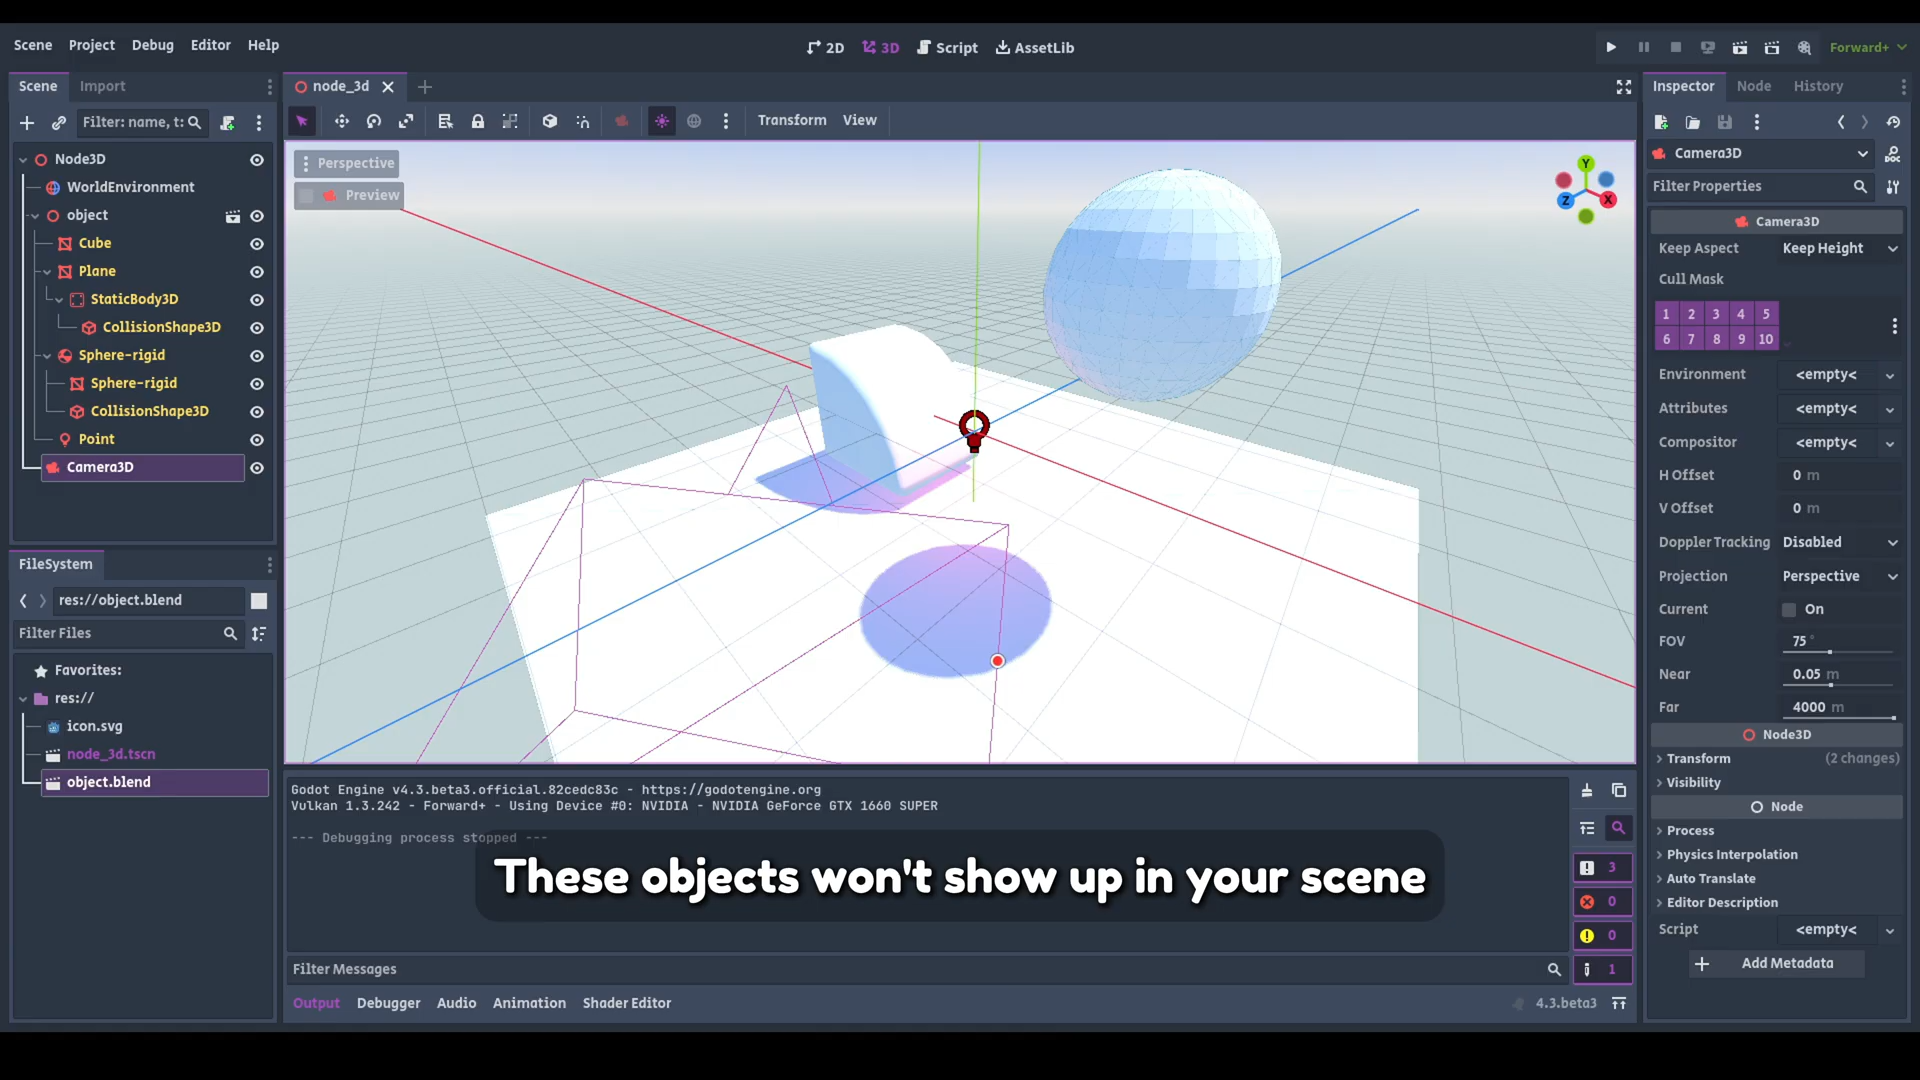 Scene Project Debug Editor Help
2D 3D Script AssetLib
Forward+
Scene Import
node_3d
Inspector Node History
Filter: name, t:
Transform View
Node3D
WorldEnvironment
object
Cube
Plane
StaticBody3D
CollisionShape3D
Sphere-rigid
Sphere-rigid
CollisionShape3D
Point
Camera3D
FileSystem
res://object.blend
Filter Files
Favorites:
res://
icon.svg
node_3d.tscn
object.blend
Perspective
Preview
Y
Z
X
Godot Engine v4.3.beta3.official.82cedc83c - https://godotengine.org
Vulkan 1.3.242 - Forward+ - Using Device #0: NVIDIA - NVIDIA GeForce GTX 1660 SUPER
--- Debugging process stopped ---
These objects won't show up in your scene
3
0
0
1
Filter Messages
Output Debugger Audio Animation Shader Editor
4.3.beta3
Camera3D
Filter Properties
Camera3D
Keep Aspect Keep Height
Cull Mask
1 2 3 4 5
6 7 8 9 10
Environment <empty<
Attributes <empty<
Compositor <empty<
H Offset 0 m
V Offset 0 m
Doppler Tracking Disabled
Projection Perspective
Current On
FOV 75 °
Near 0.05 m
Far 4000 m
Node3D
Transform (2 changes)
Visibility
Node
Process
Physics Interpolation
Auto Translate
Editor Description
Script <empty<
Add Metadata